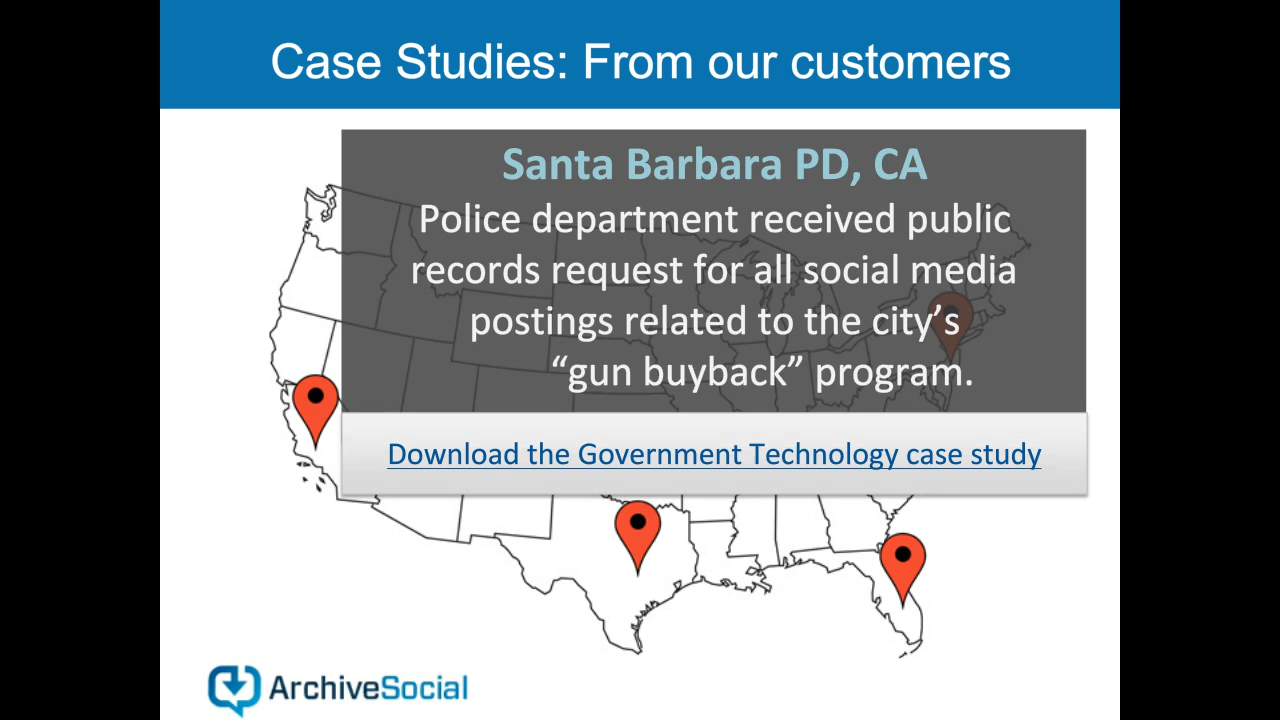 Case Studies: From our customers
Santa Barbara PD, CA
Police department received public
records request for all social media
postings related to the city’s
“gun buyback” program.
Download the Government Technology case study
ArchiveSocial